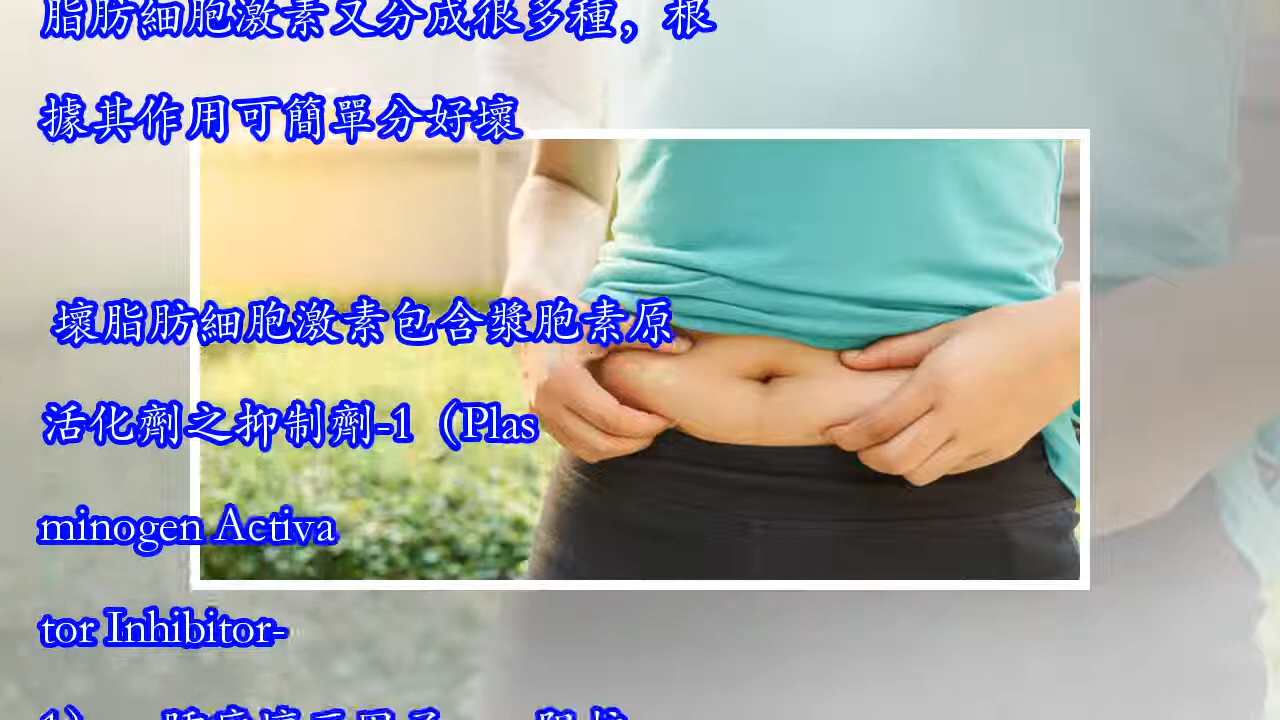 脂肪細胞激素又分成很多種，根
據其作用可簡單分好壞
壞脂肪細胞激素包含漿胞素原
活化劑之抑制劑-1（Plas
minogen Activa
tor Inhibitor-